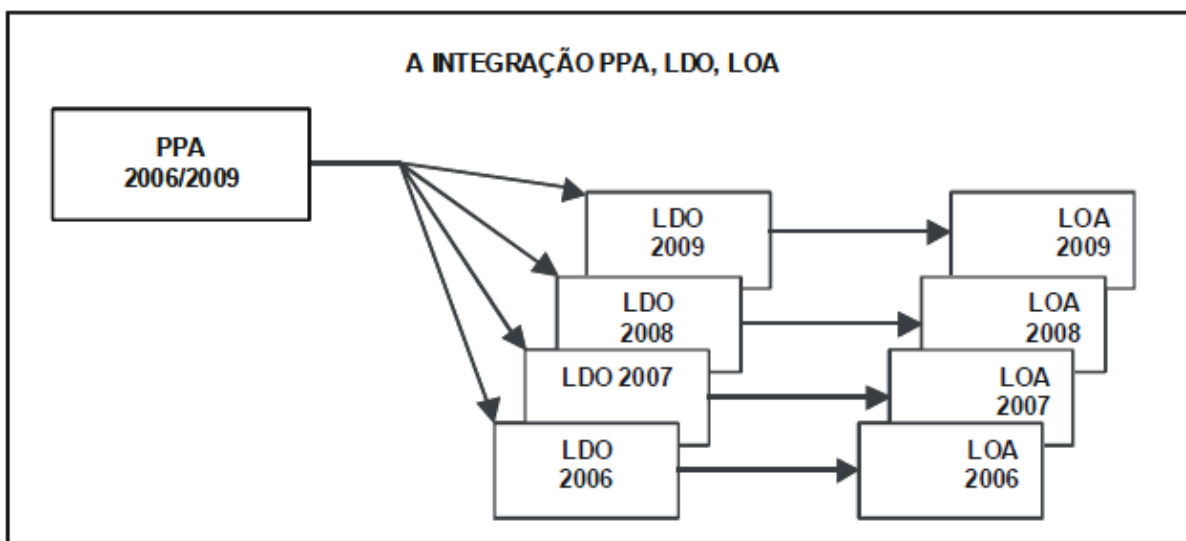 A INTEGRAÇÃO PPA, LDO, LOA
PPA
2006/2009
LDO
2009
LOA
2009
LDO
2008
LOA
2008
LDO 2007
LOA
2007
LDO
2006
LOA
2006